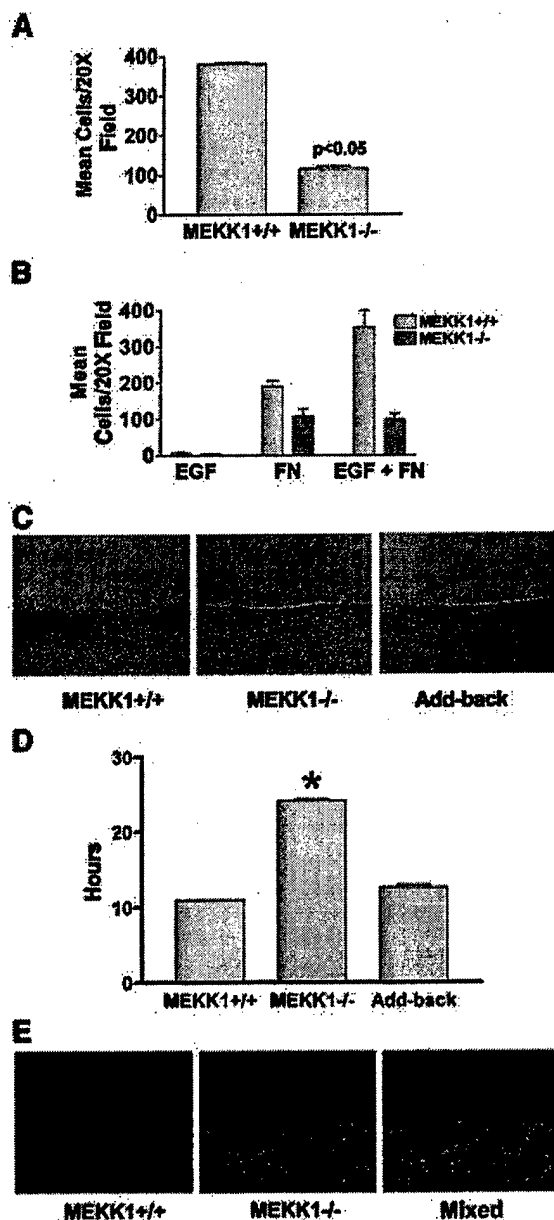 A
Mean Cells/20X
Field
400
300
200
100
0
p<0.05
MEKK1+/+ MEKK1-/-
B
Mean
Cells/20X Field
400
300
200
100
0
MEKK1+/+
MEKK1-/-
EGF FN EGF + FN
C
MEKK1+/+ MEKK1-/- Add-back
D
Hours
30
20
10
0
*
MEKK1+/+ MEKK1-/- Add-back
E
MEKK1+/+ MEKK1-/- Mixed